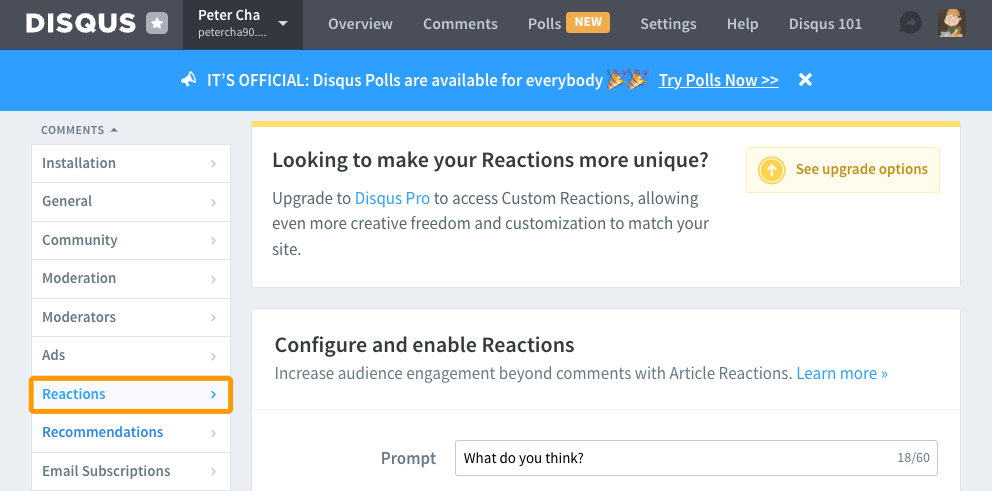 DISQUS
Peter Cha
petercha90....
Overview
Comments
Polls NEW
Settings
Help
Disqus 101
IT'S OFFICIAL: Disqus Polls are available for everybody 🎉🎉 Try Polls Now >>
COMMENTS
Installation
General
Community
Moderation
Moderators
Ads
Reactions
Recommendations
Email Subscriptions
Looking to make your Reactions more unique?
Upgrade to Disqus Pro to access Custom Reactions, allowing
even more creative freedom and customization to match your
site.
See upgrade options
Configure and enable Reactions
Increase audience engagement beyond comments with Article Reactions. Learn more »
Prompt
What do you think?
18/60